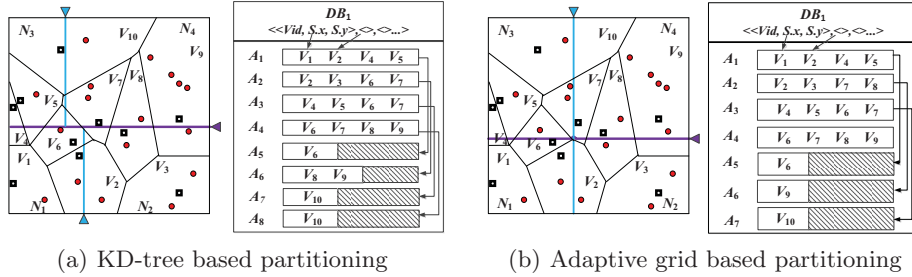 N3
N4
V9
V7
V8
V5
V4
V6
V1
V3
V2
N1
N2
DB1
<<Vid, S.x, S.y>,<>,<>...>
A1 V1 V2 V4 V5
A2 V2 V3 V6 V7
A3 V4 V5 V6 V7
A4 V6 V7 V8 V9
A5 V6
A6 V8 V9
A7 V10
A8 V10
(a) KD-tree based partitioning
N3
N4
V9
V7
V8
V5
V4
V6
V1
V3
V2
N1
N2
DB1
<<Vid, S.x, S.y>,<>,<>...>
A1 V1 V2 V4 V5
A2 V2 V3 V7 V8
A3 V4 V5 V6 V7
A4 V6 V7 V8 V9
A5 V6
A6 V9
A7 V10
(b) Adaptive grid based partitioning